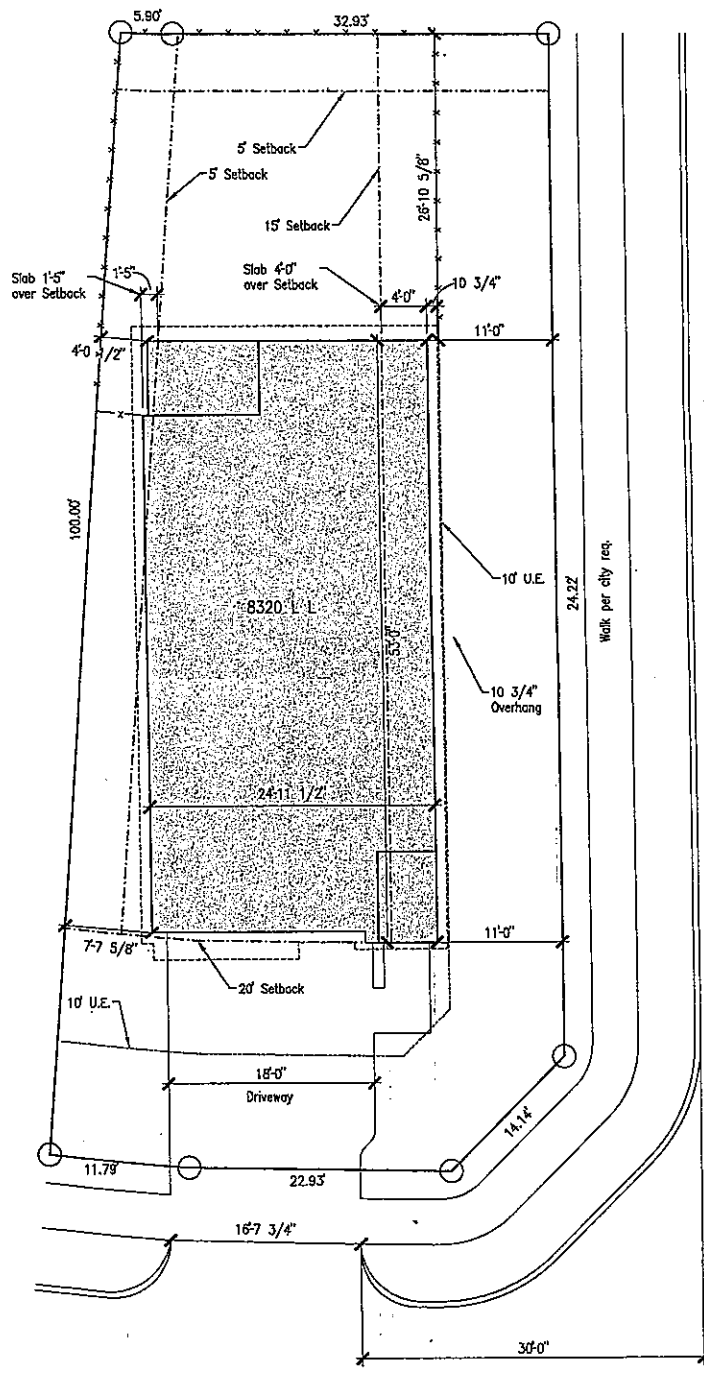 5.90'
32.93'
5' Setback
5' Setback
15' Setback
26'-10 5/8"
Slab 1'-5"
over Setback
1'-5"
Slab 4'-0"
over Setback
4'-0"
10 3/4"
11'-0"
4'-0 1/2"
100.00'
10' U.E.
24.22'
Walk per city req.
8320 L L
53'-0"
10 3/4"
Overhang
24'-11 1/2"
7'-7 5/8"
11'-0"
20' Setback
10' U.E.
18'-0"
Driveway
14.14'
11.79'
22.93'
16'-7 3/4"
30'-0"